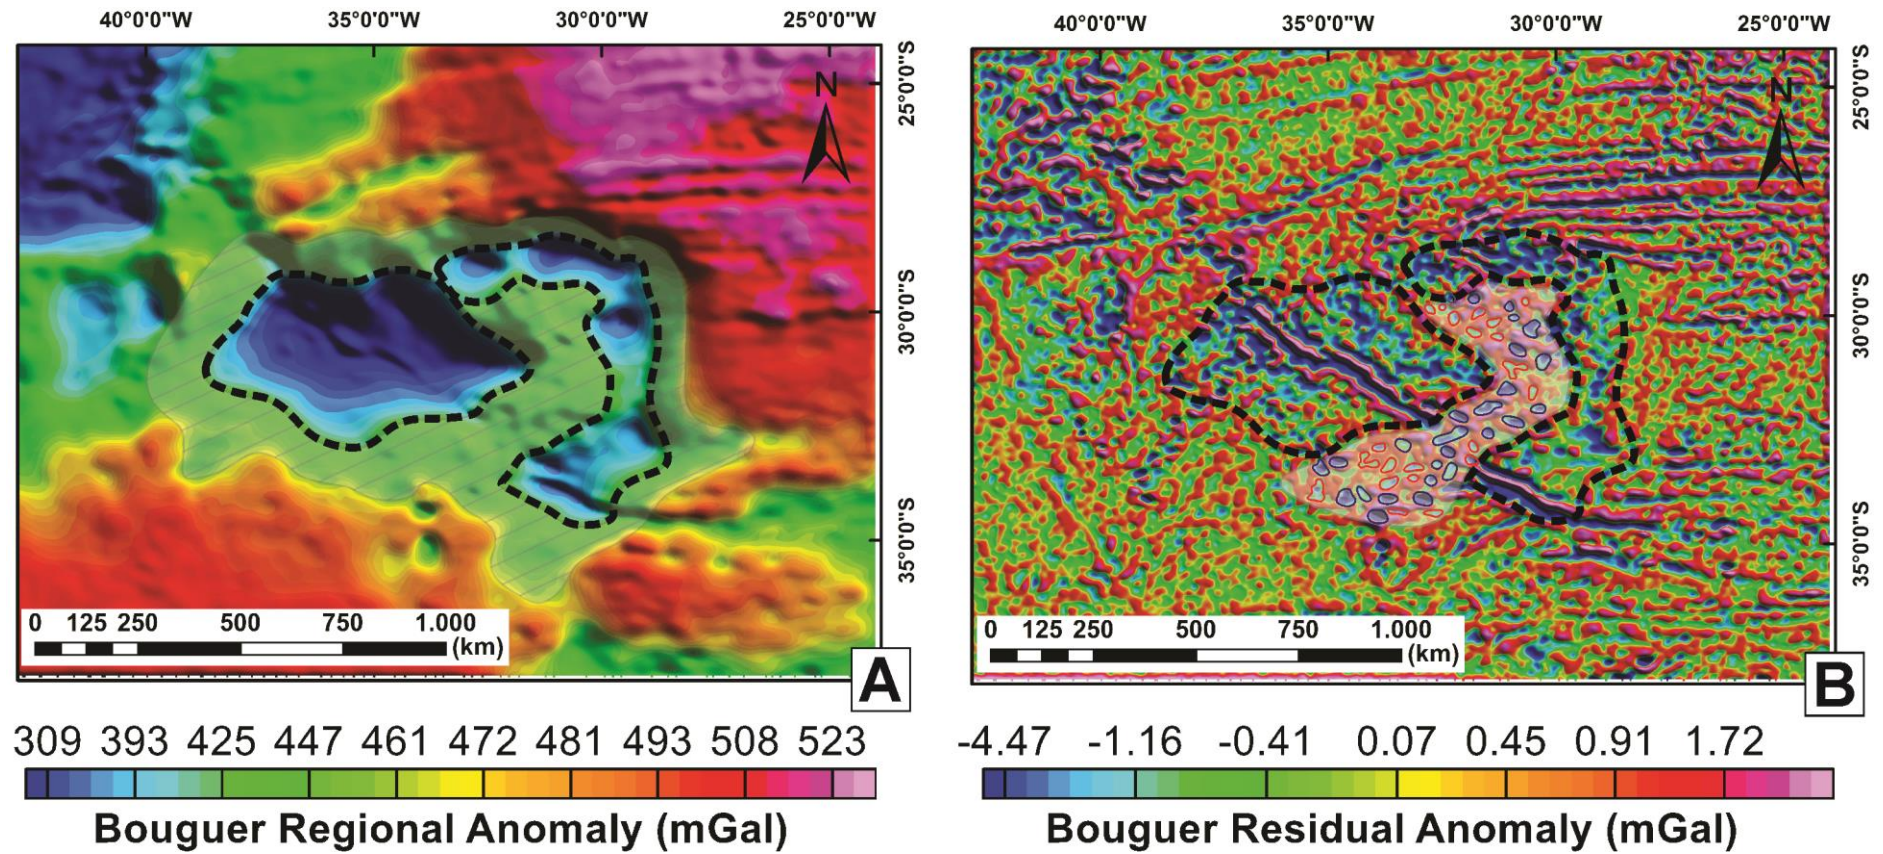 40°0'0"W 35°0'0"W 30°0'0"W 25°0'0"W
N
25°0'0"S
30°0'0"S
35°0'0"S
0 125 250 500 750 1.000
(km)
A
309 393 425 447 461 472 481 493 508 523
Bouguer Regional Anomaly (mGal)
40°0'0"W 35°0'0"W 30°0'0"W 25°0'0"W
N
25°0'0"S
30°0'0"S
35°0'0"S
0 125 250 500 750 1.000
(km)
B
-4.47 -1.16 -0.41 0.07 0.45 0.91 1.72
Bouguer Residual Anomaly (mGal)